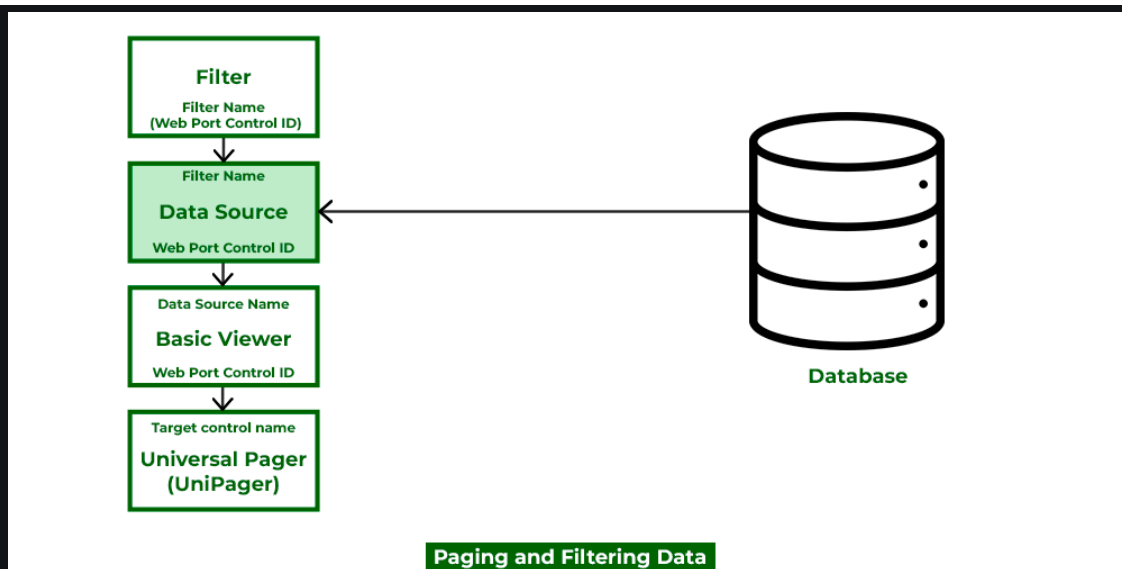 Filter
Filter Name
(Web Port Control ID)
Filter Name
Data Source
Web Port Control ID
Data Source Name
Basic Viewer
Web Port Control ID
Target control name
Universal Pager
(UniPager)
Database
Paging and Filtering Data